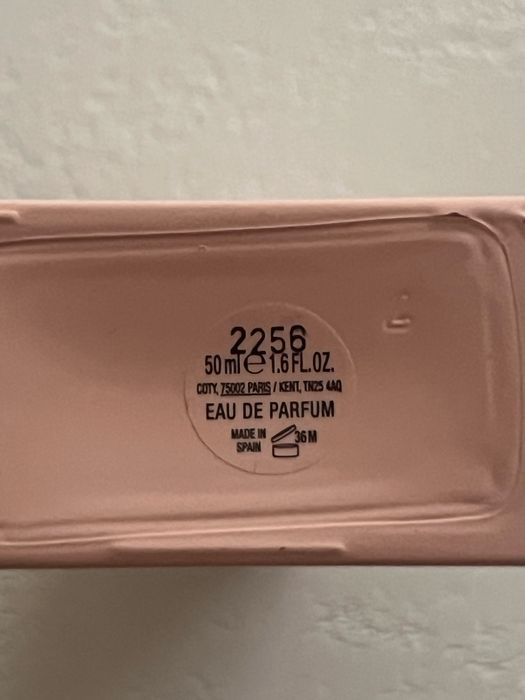 2256
50 ml e 1.6 FL.OZ.
COTY, 75002 PARIS / KENT, TN25 4AQ
EAU DE PARFUM
MADE IN
SPAIN
36 M